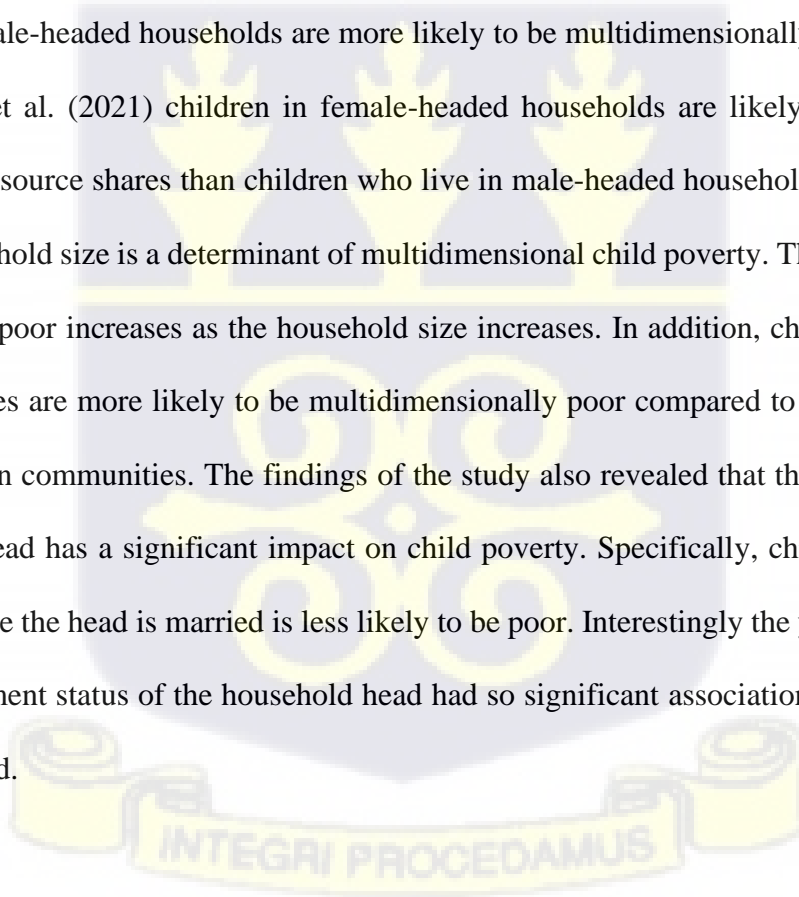 ale-headed households are more likely to be multidimensionally
et al. (2021) children in female-headed households are likely
source shares than children who live in male-headed househol
hold size is a determinant of multidimensional child poverty. Th
poor increases as the household size increases. In addition, ch
es are more likely to be multidimensionally poor compared to
n communities. The findings of the study also revealed that th
ead has a significant impact on child poverty. Specifically, ch
e the head is married is less likely to be poor. Interestingly the
ment status of the household head had so significant association
d.
INTEGRI PROCEDAMUS